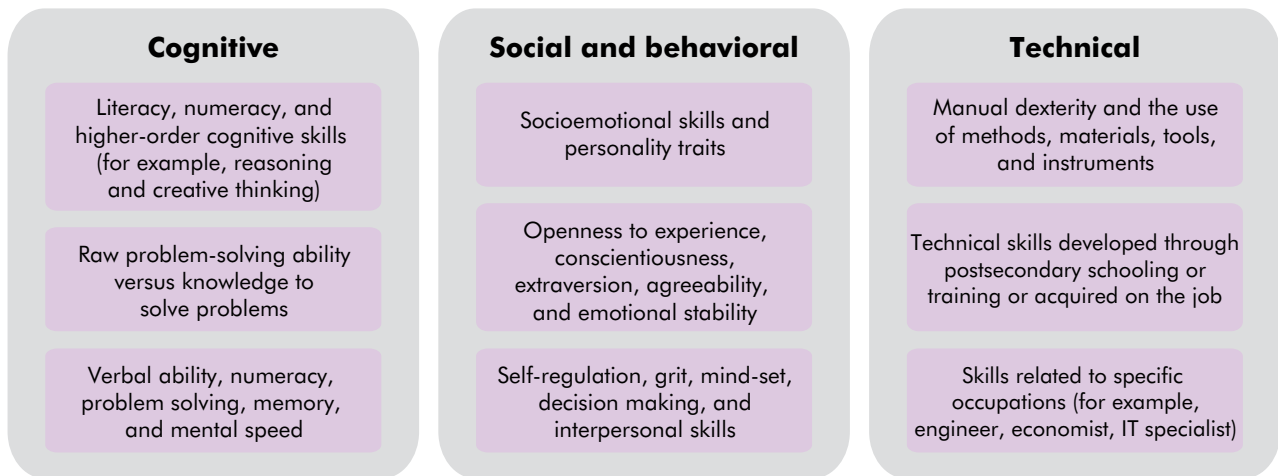 Cognitive
Literacy, numeracy, and
higher-order cognitive skills
(for example, reasoning
and creative thinking)
Raw problem-solving ability
versus knowledge to
solve problems
Verbal ability, numeracy,
problem solving, memory,
and mental speed
Social and behavioral
Socioemotional skills and
personality traits
Openness to experience,
conscientiousness,
extraversion, agreeability,
and emotional stability
Self-regulation, grit, mind-set,
decision making, and
interpersonal skills
Technical
Manual dexterity and the use
of methods, materials, tools,
and instruments
Technical skills developed through
postsecondary schooling or
training or acquired on the job
Skills related to specific
occupations (for example,
engineer, economist, IT specialist)